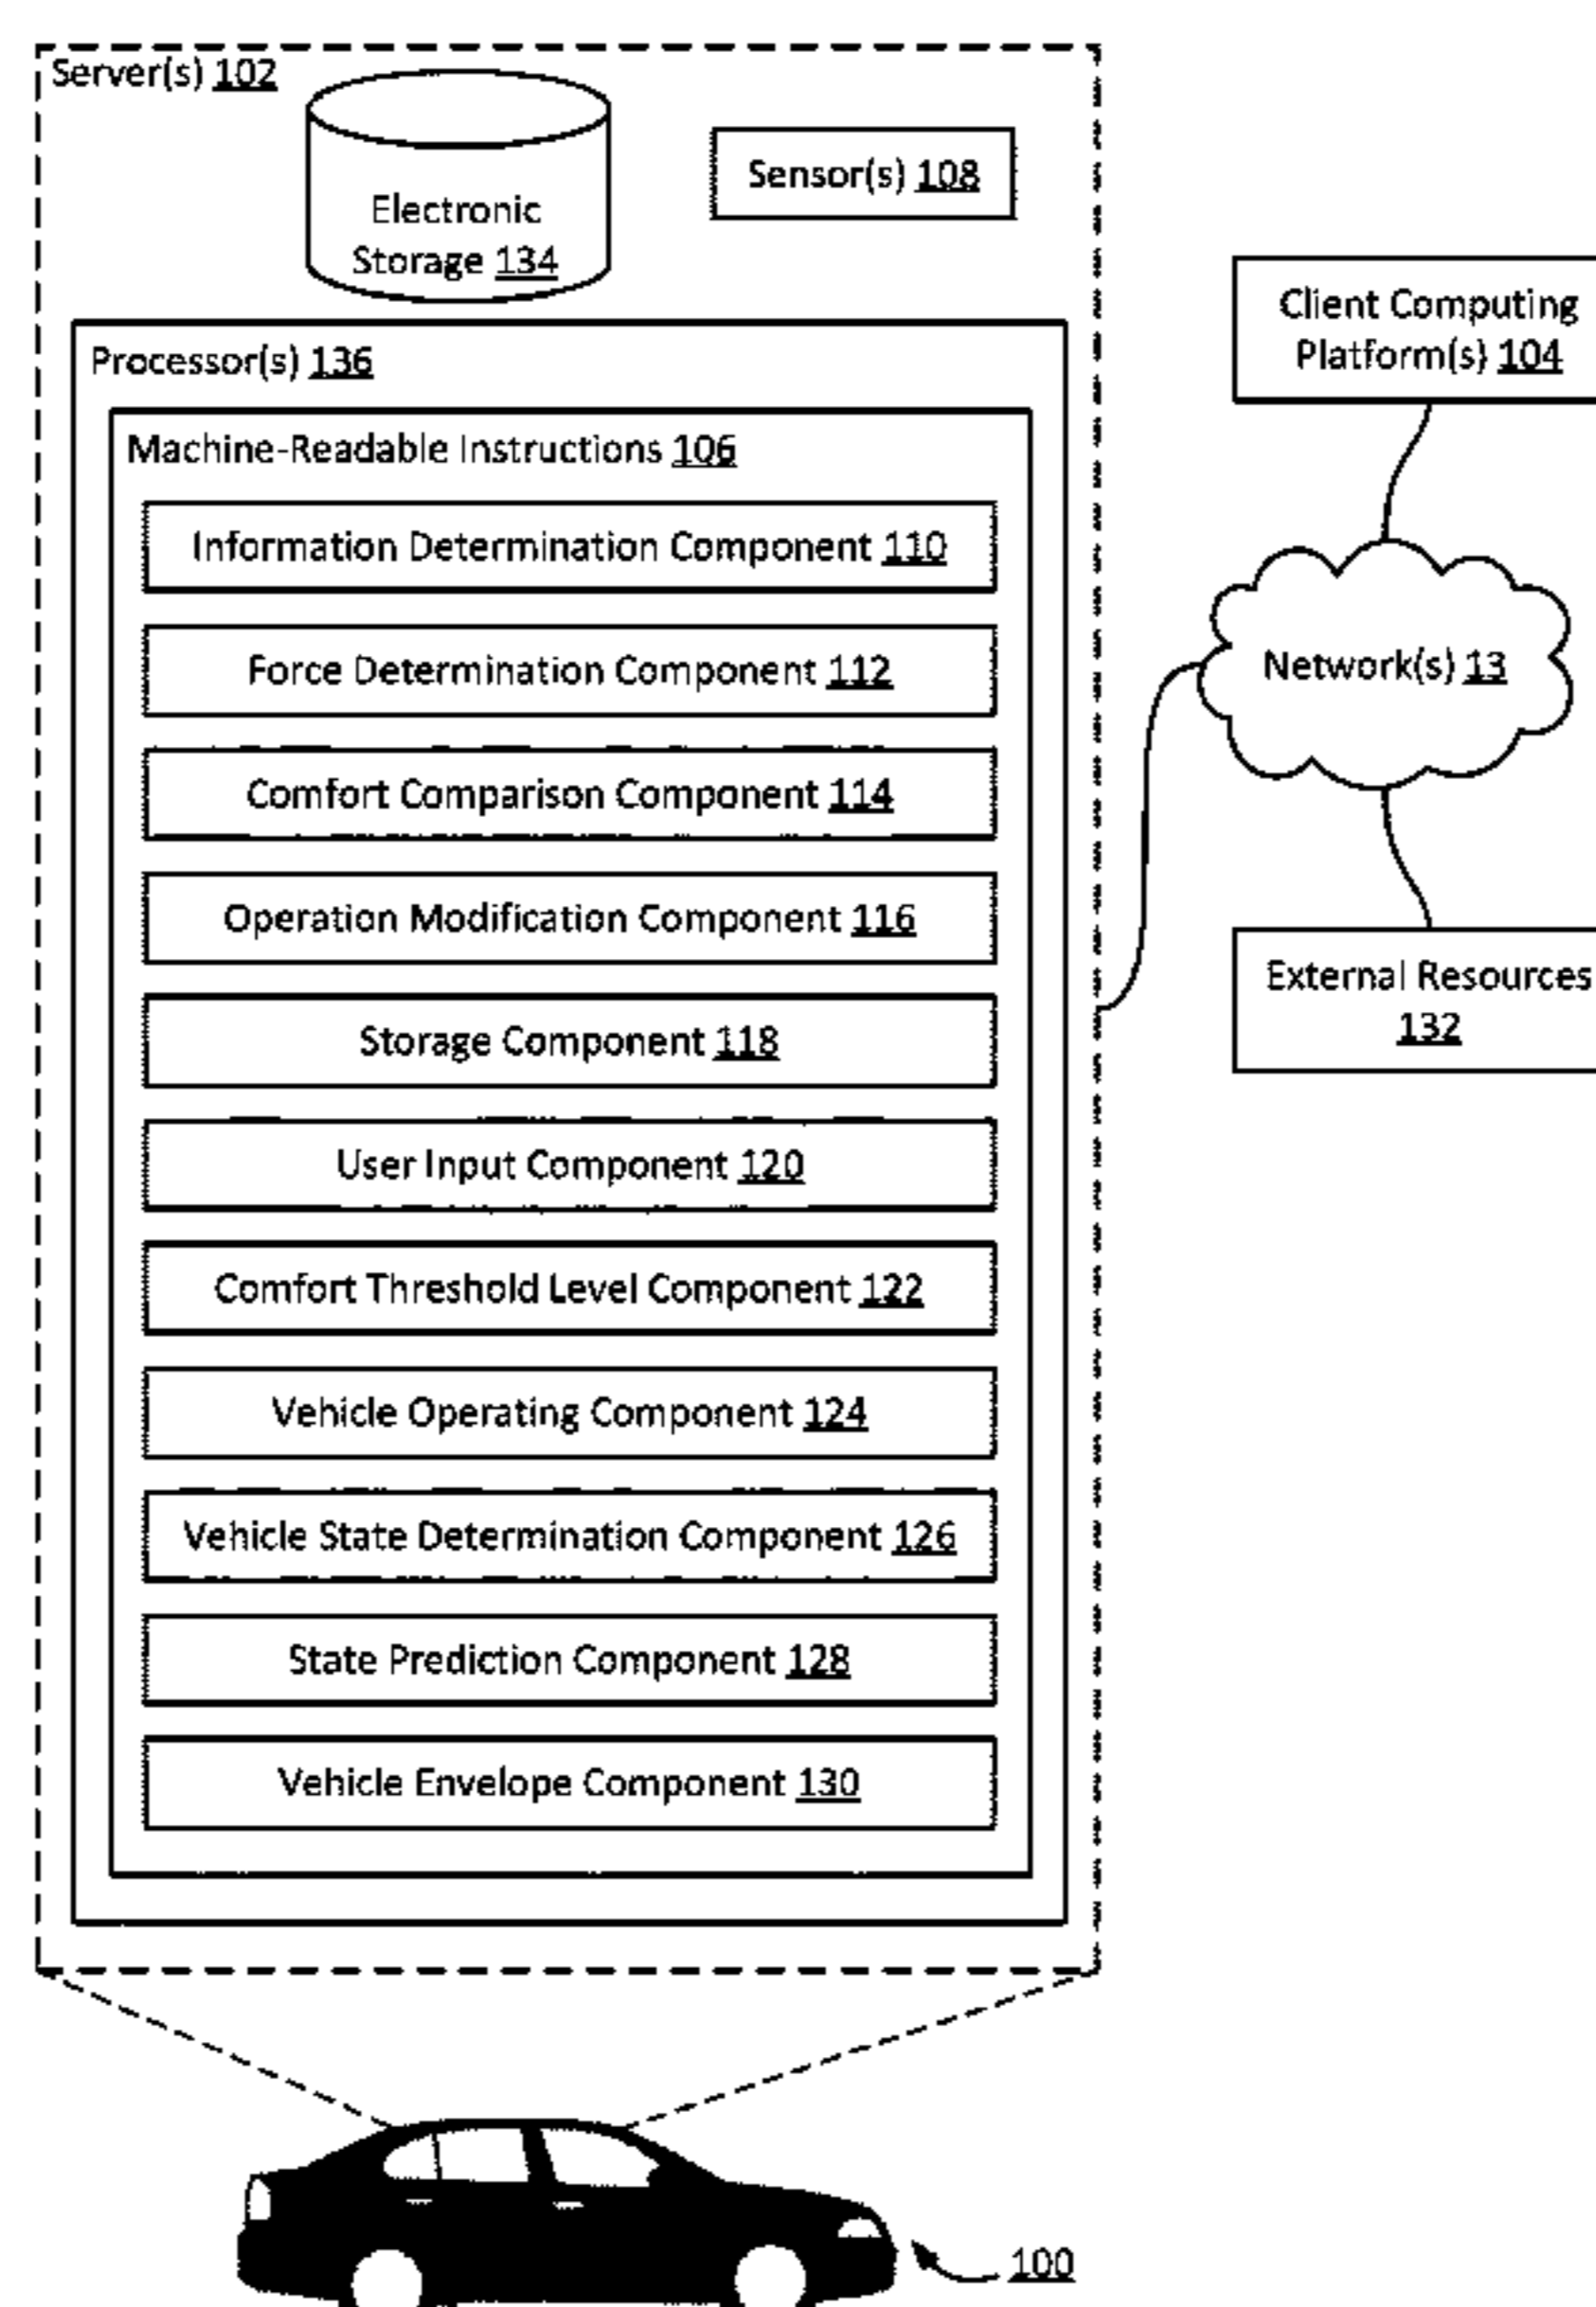 Server(s) 102
Electronic
Storage 134
Sensor(s) 108
Processor(s) 136
Machine-Readable Instructions 106
Information Determination Component 110
Force Determination Component 112
Comfort Comparison Component 114
Operation Modification Component 116
Storage Component 118
User Input Component 120
Comfort Threshold Level Component 122
Vehicle Operating Component 124
Vehicle State Determination Component 126
State Prediction Component 128
Vehicle Envelope Component 130
Client Computing
Platform(s) 104
Network(s) 13
External Resources
132
100